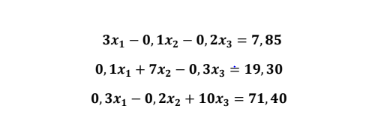 3x₁ − 0,1x₂ − 0,2x₃ = 7,85
0,1x₁ + 7x₂ − 0,3x₃ ≐ 19,30
0,3x₁ − 0,2x₂ + 10x₃ = 71,40